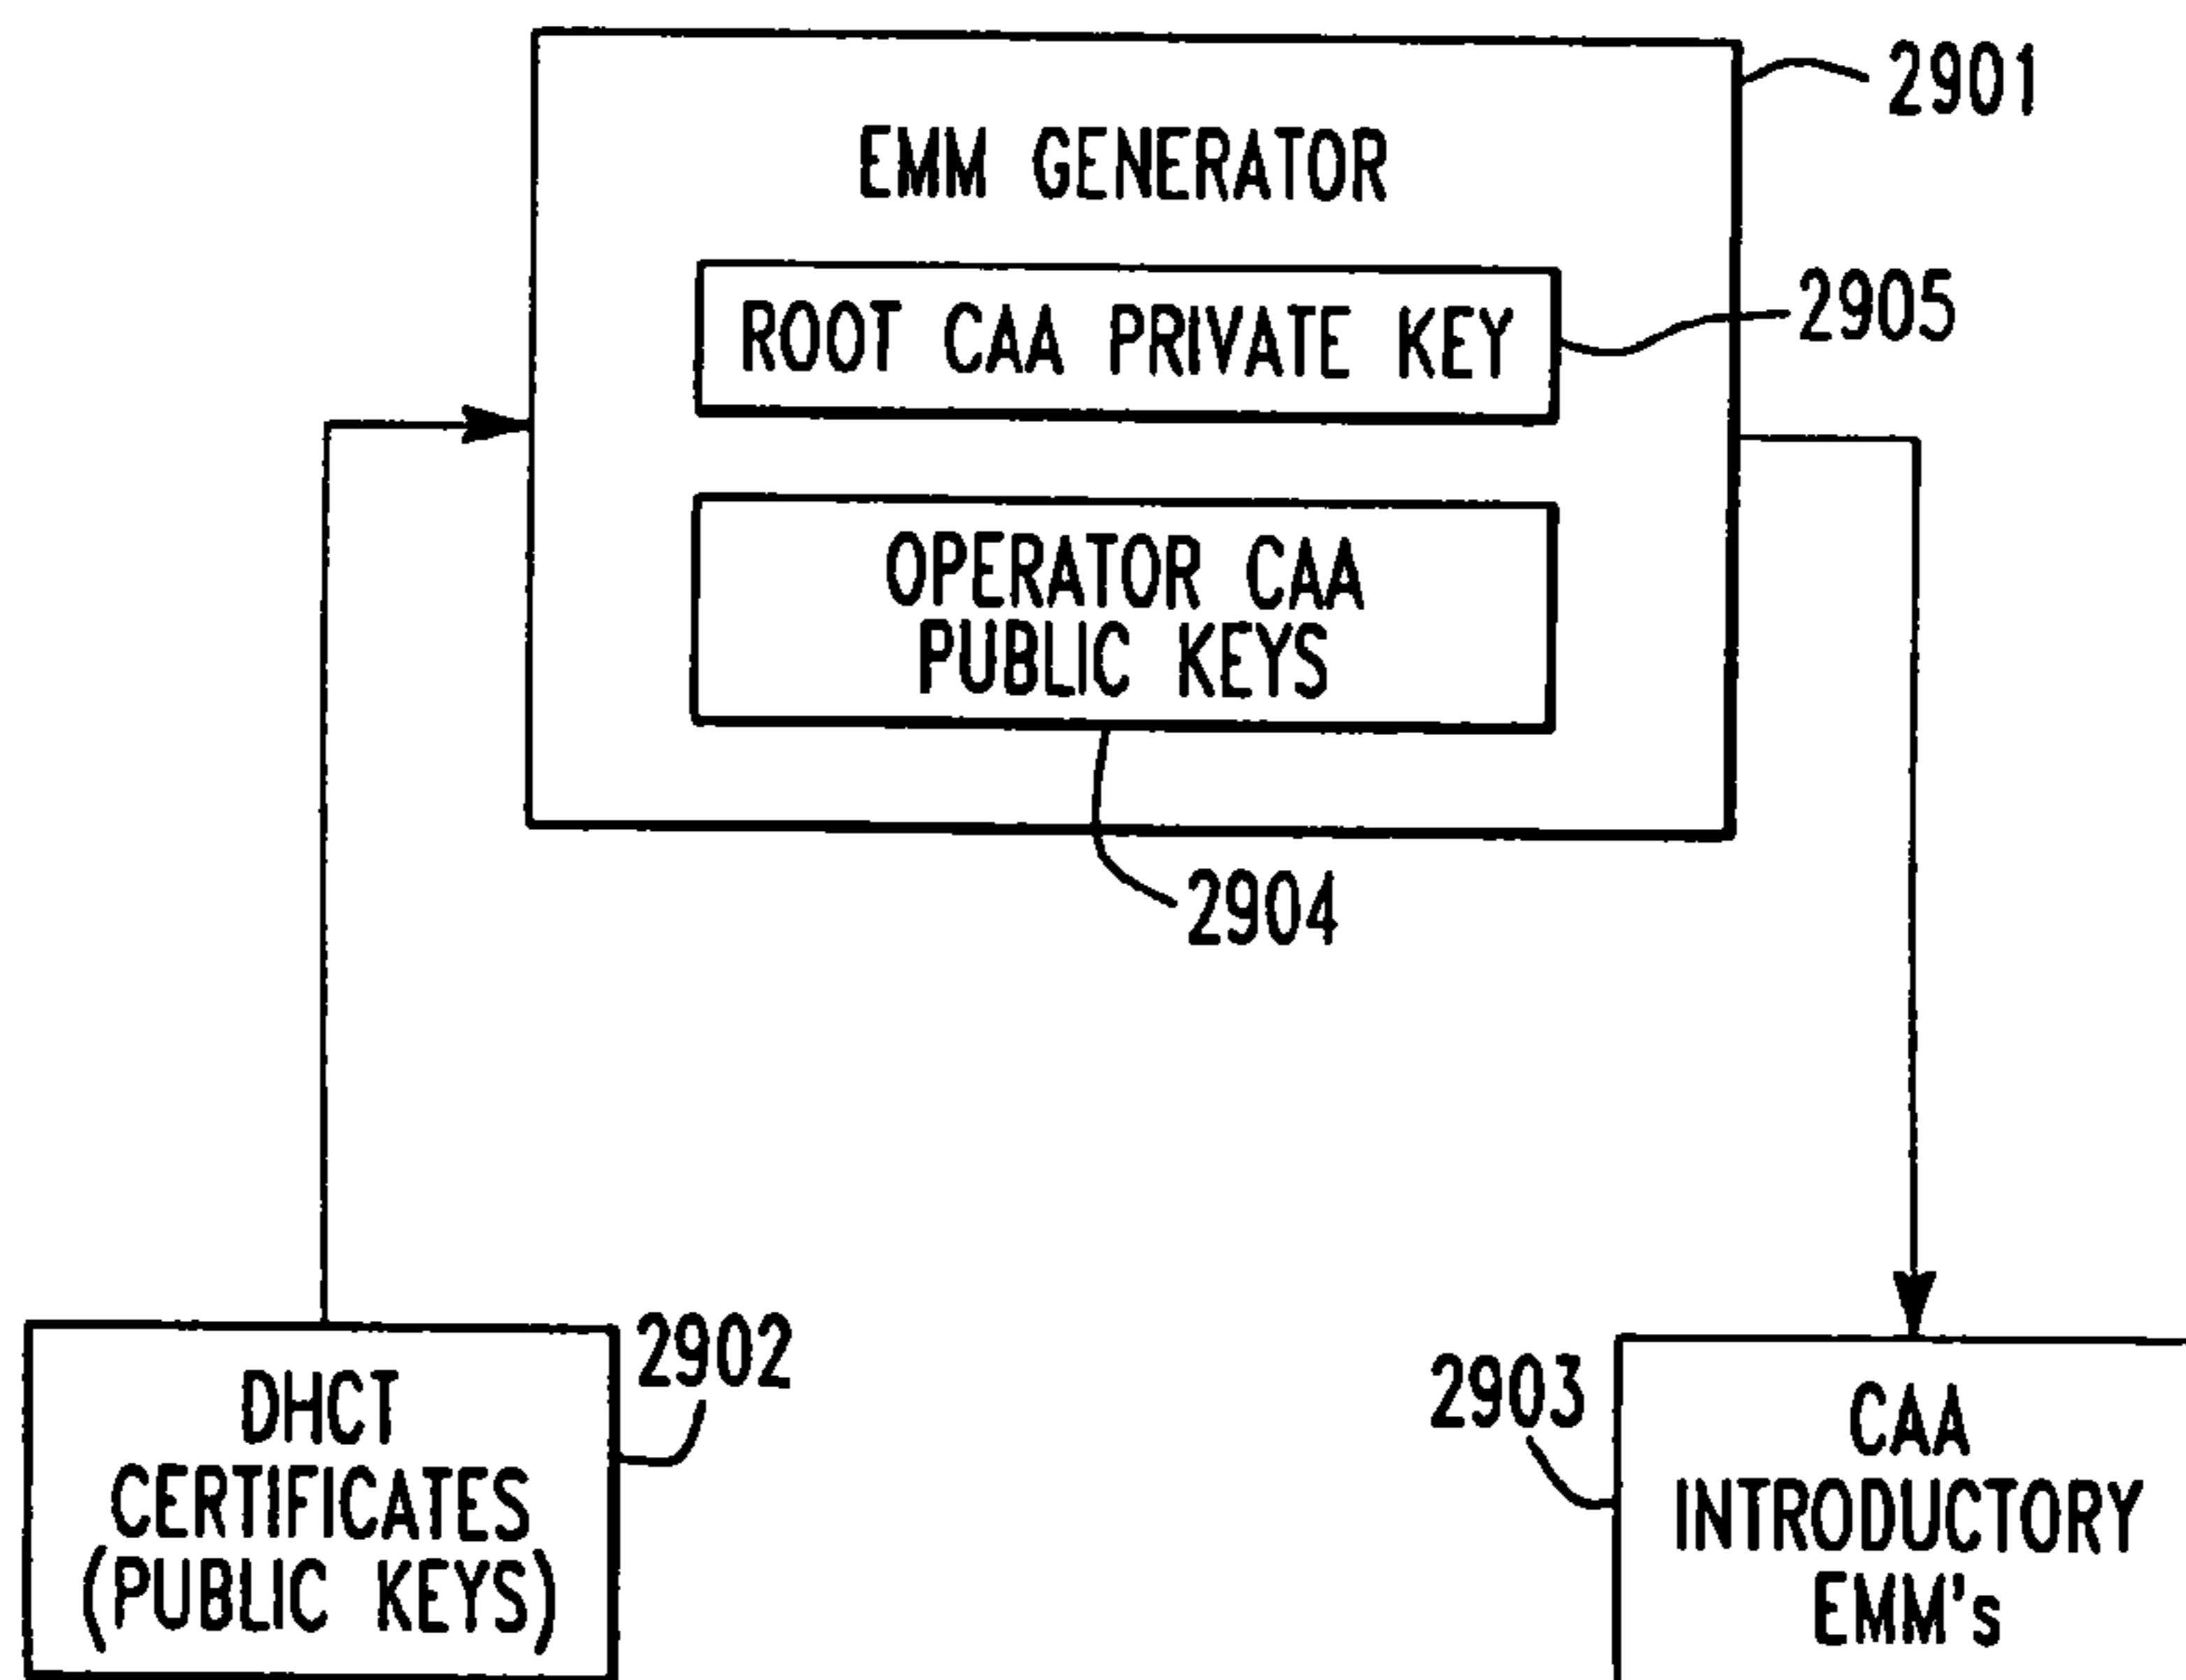 2901
EMM GENERATOR
2905
ROOT CAA PRIVATE KEY
OPERATOR CAA
PUBLIC KEYS
2904
2902
DHCT
CERTIFICATES
(PUBLIC KEYS)
2903
CAA
INTRODUCTORY
EMM's